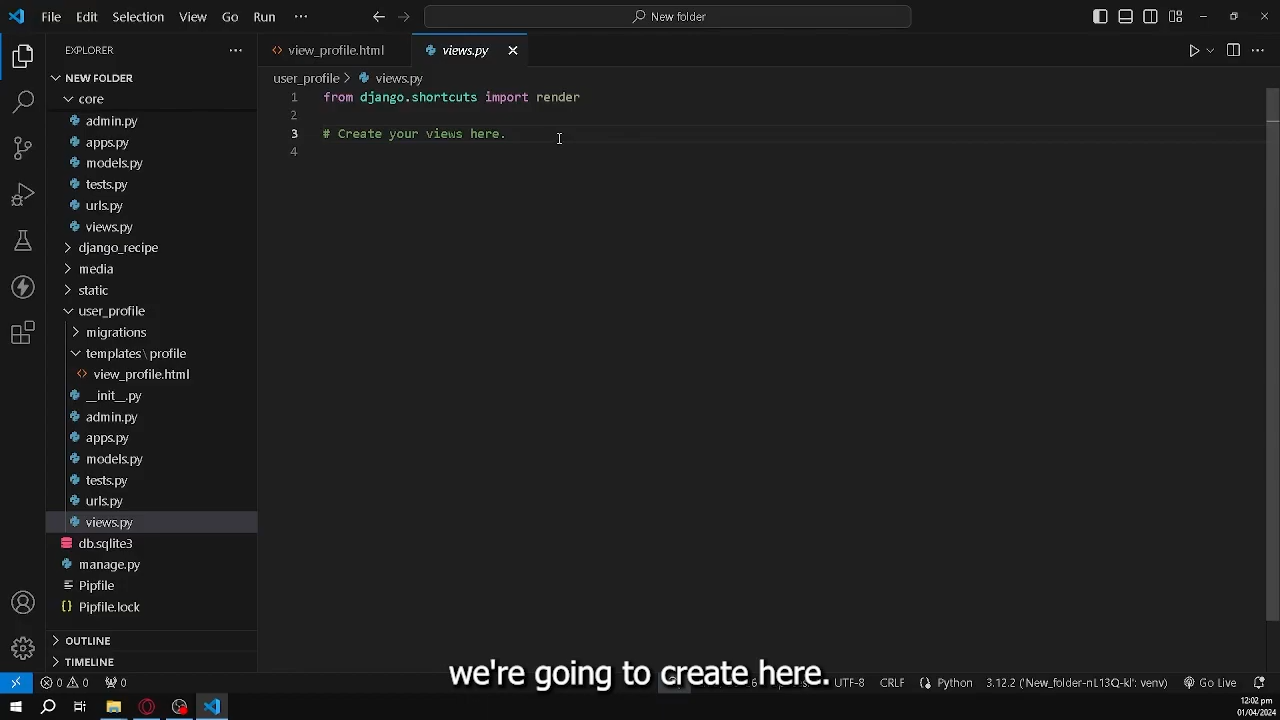 File Edit Selection View Go Run ··· New folder
EXPLORER ···
NEW FOLDER
core
admin.py
apps.py
models.py
tests.py
urls.py
views.py
django_recipe
media
static
user_profile
migrations
templates\profile
view_profile.html
__init__.py
admin.py
apps.py
models.py
tests.py
urls.py
views.py
db.sqlite3
manage.py
Pipfile
Pipfile.lock
OUTLINE
TIMELINE
view_profile.html views.py
user_profile > views.py
1 from django.shortcuts import render
2
3 # Create your views here.
4
we're going to create here.
0 0 0 UTF-8 CRLF Python 3.12.2 ('New_folder-nL13Q-kl': venv) Go Live
12:02 pm
01/04/2024